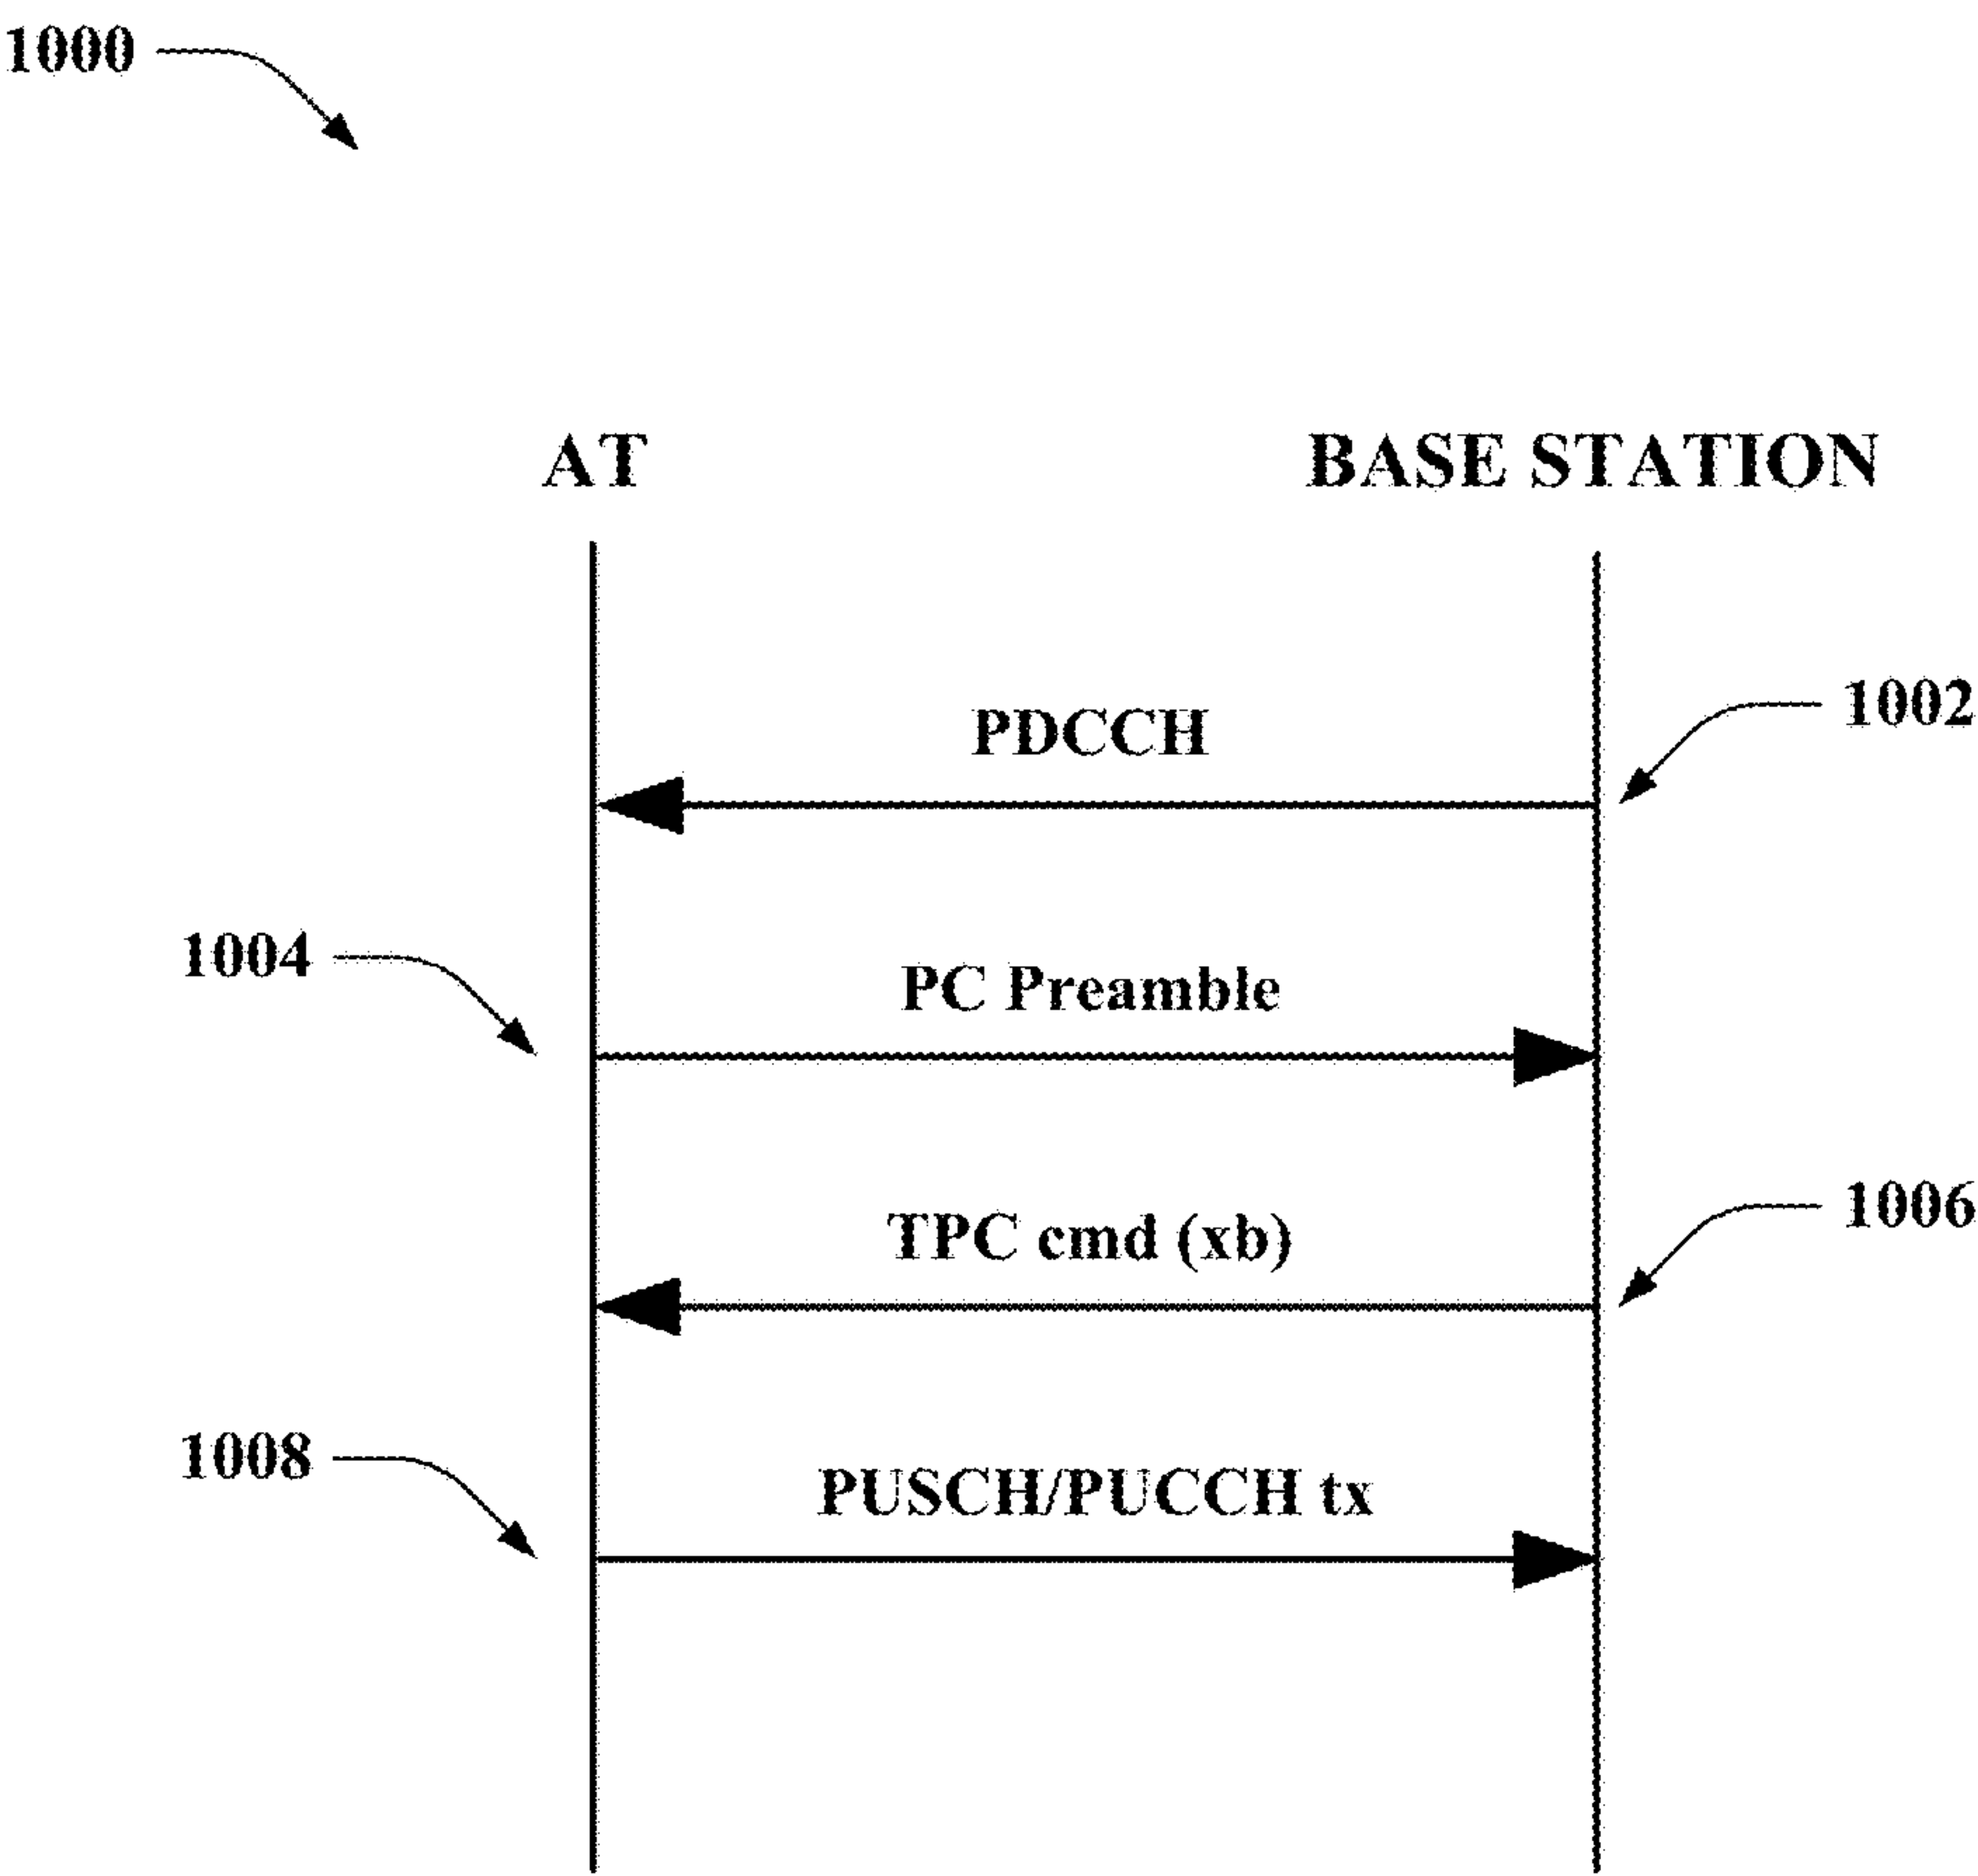 1000
AT BASE STATION
1002
PDCCH
1004
PC Preamble
1006
TPC cmd (xb)
1008
PUSCH/PUCCH tx